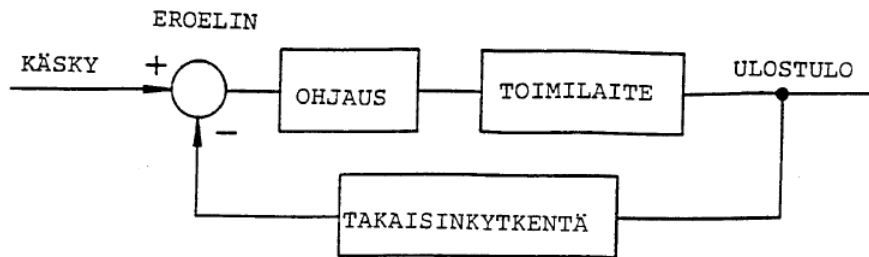 EROELIN
KÄSKY
+
−
OHJAUS
TOIMILAITE
ULOSTULO
TAKAISINKYTKENTÄ